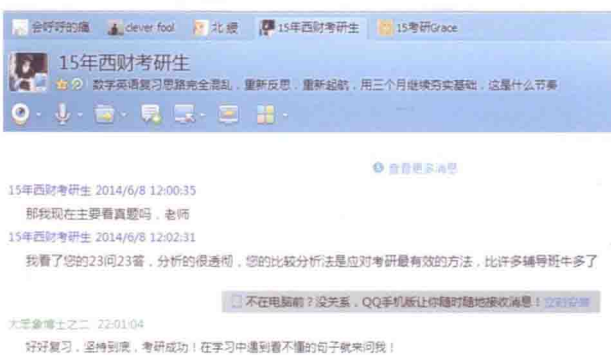 会呼呼的痛 clever fool 北 緩 15年西财考研生 15考研Grace
15年西财考研生
数学英语复习思路完全混乱，重新反思，重新起航，用三个月继续夯实基础，这是什么节奏
查看更多消息
15年西财考研生 2014/6/8 12:00:35
那我现在主要看真题吗，老师
15年西财考研生 2014/6/8 12:02:31
我看了您的23问23答，分析的很透彻，您的比较分析法是应对考研最有效的方法，比许多辅导班牛多了
不在电脑前？没关系，QQ手机版让你随时随地接收消息！立即安装
大笨象博士之二 22:01:04
好好复习，坚持到底，考研成功！在学习中遇到看不懂的句子就来问我！